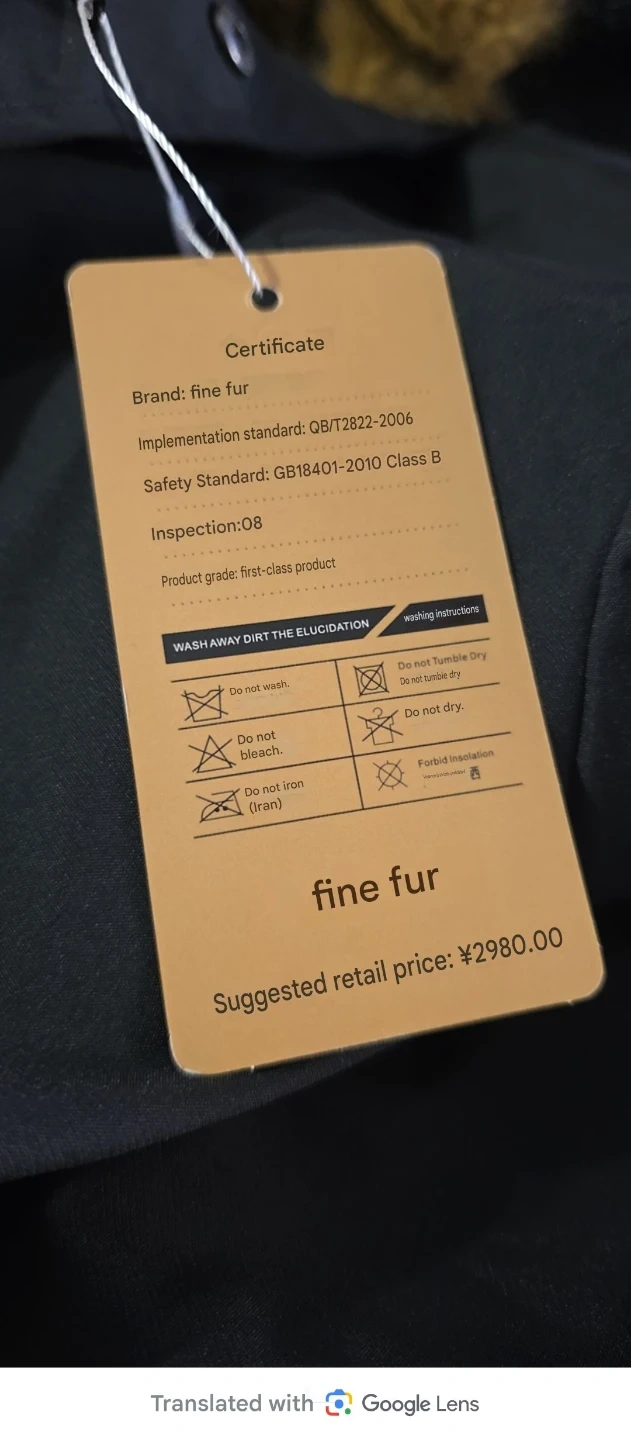 Certificate
Brand: fine fur
Implementation standard: QB/T2822-2006
Safety Standard: GB18401-2010 Class B
Inspection:08
Product grade: first-class product
WASH AWAY DIRT THE ELUCIDATION
washing instructions
Do not wash.
Do not Tumble Dry
Do not tumble dry
Do not
bleach.
Do not dry.
Do not iron
(Iran)
Forbid Insolation
fine fur
Suggested retail price: ¥2980.00
Translated with Google Lens